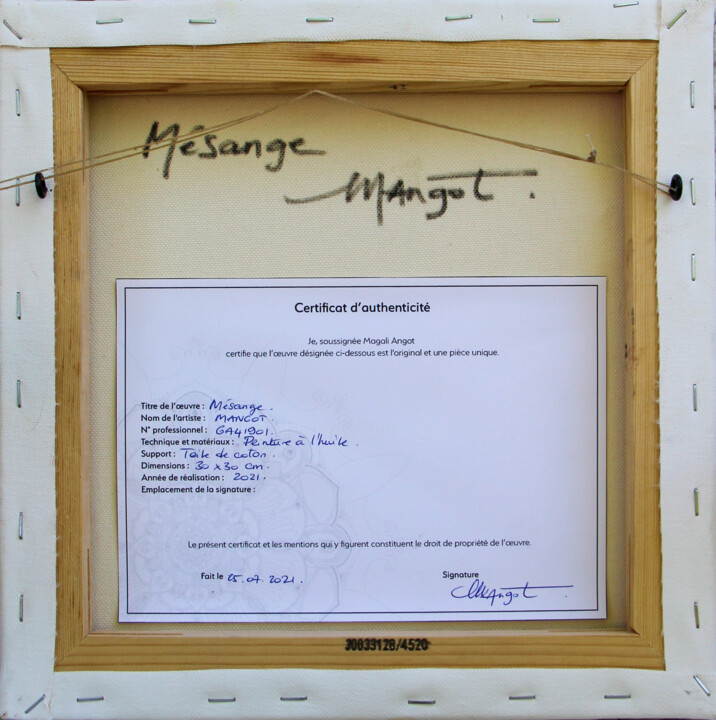 Mésange
MAngot.
Certificat d'authenticité
Je, soussignée Magali Angot
certifie que l'œuvre désignée ci-dessous est l'original et une pièce unique.
Titre de l'œuvre : Mésange.
Nom de l'artiste : MANGOT.
N° professionnel : GA41901.
Technique et matériaux : Peinture à l'huile.
Support : Toile de coton.
Dimensions : 30 x 30 cm.
Année de réalisation : 2021.
Emplacement de la signature :
Le présent certificat et les mentions qui y figurent constituent le droit de propriété de l'œuvre.
Fait le 25.07.2021. Signature
MAngot.
J0033128/4520